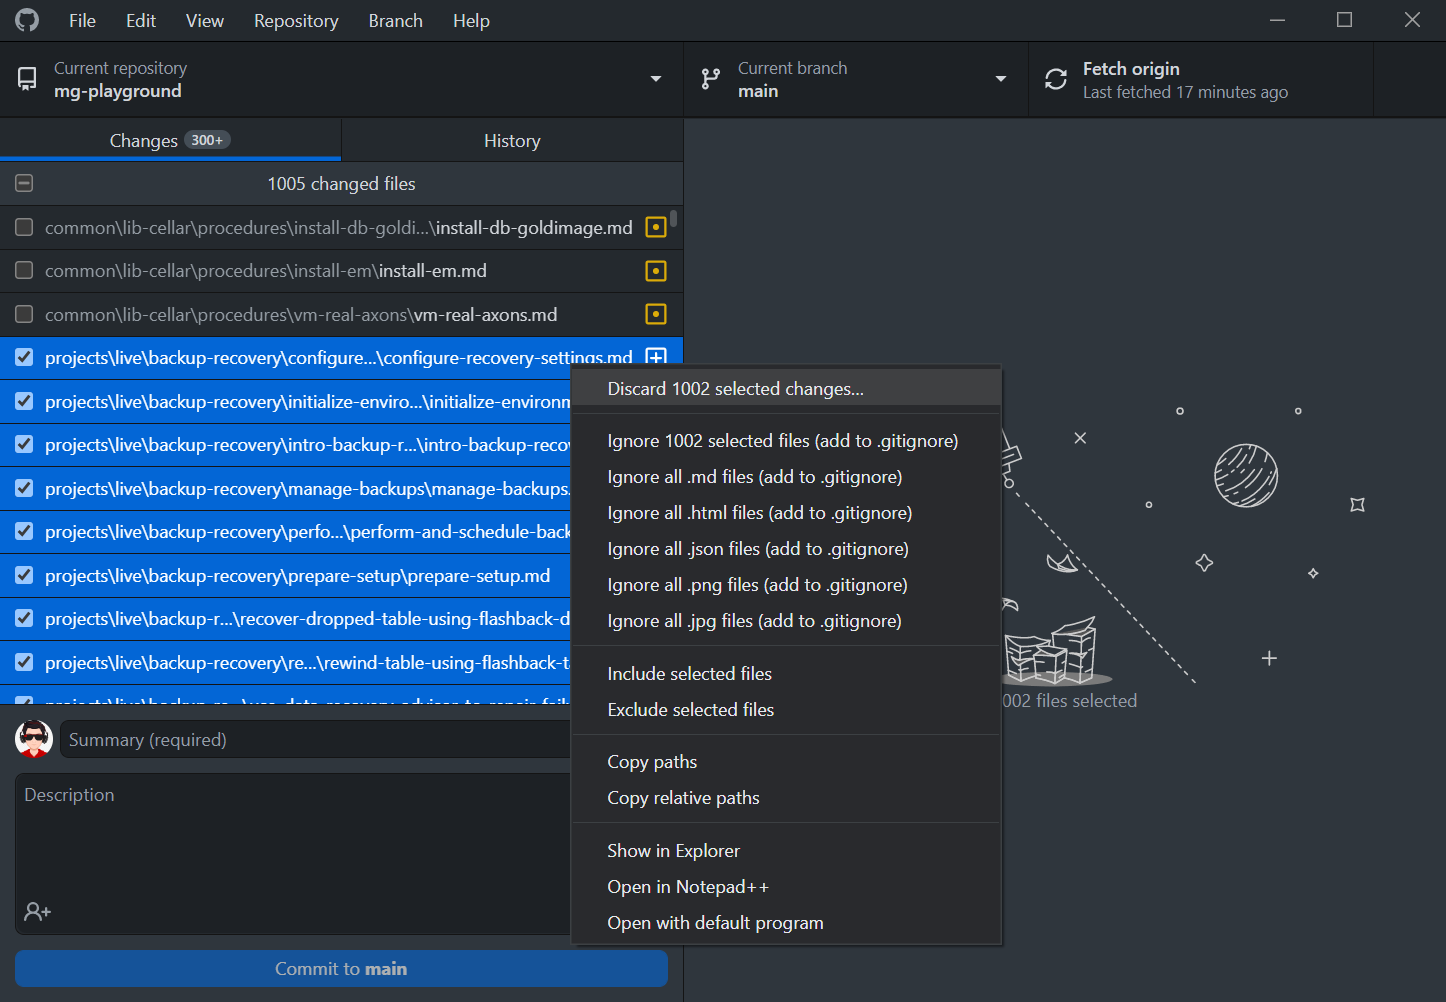 File Edit View Repository Branch Help
Current repository
mg-playground
Current branch
main
Fetch origin
Last fetched 17 minutes ago
Changes 300+
History
1005 changed files
common\lib-cellar\procedures\install-db-goldi...\install-db-goldimage.md
common\lib-cellar\procedures\install-em\install-em.md
common\lib-cellar\procedures\vm-real-axons\vm-real-axons.md
projects\live\backup-recovery\configure...\configure-recovery-settings.md
projects\live\backup-recovery\initialize-enviro...\initialize-environm
projects\live\backup-recovery\intro-backup-r...\intro-backup-reco
projects\live\backup-recovery\manage-backups\manage-backups.
projects\live\backup-recovery\perfo...\perform-and-schedule-back
projects\live\backup-recovery\prepare-setup\prepare-setup.md
projects\live\backup-r...\recover-dropped-table-using-flashback-d
projects\live\backup-recovery\re...\rewind-table-using-flashback-t
Discard 1002 selected changes...
Ignore 1002 selected files (add to .gitignore)
Ignore all .md files (add to .gitignore)
Ignore all .html files (add to .gitignore)
Ignore all .json files (add to .gitignore)
Ignore all .png files (add to .gitignore)
Ignore all .jpg files (add to .gitignore)
Include selected files
Exclude selected files
Copy paths
Copy relative paths
Show in Explorer
Open in Notepad++
Open with default program
002 files selected
Summary (required)
Description
Commit to main